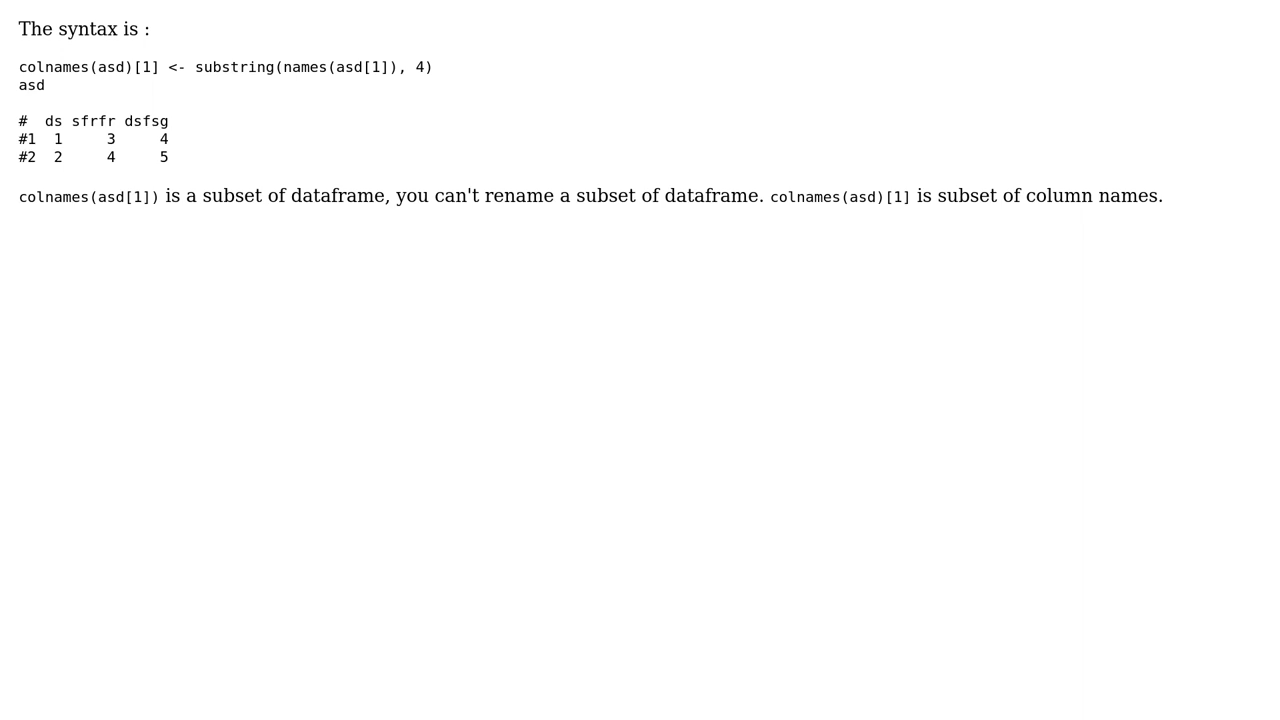 The syntax is :
colnames(asd)[1] <- substring(names(asd[1]), 4)
asd
#  ds sfrfr dsfsg
#1  1     3     4
#2  2     4     5
colnames(asd[1]) is a subset of dataframe, you can't rename a subset of dataframe. colnames(asd)[1] is subset of column names.